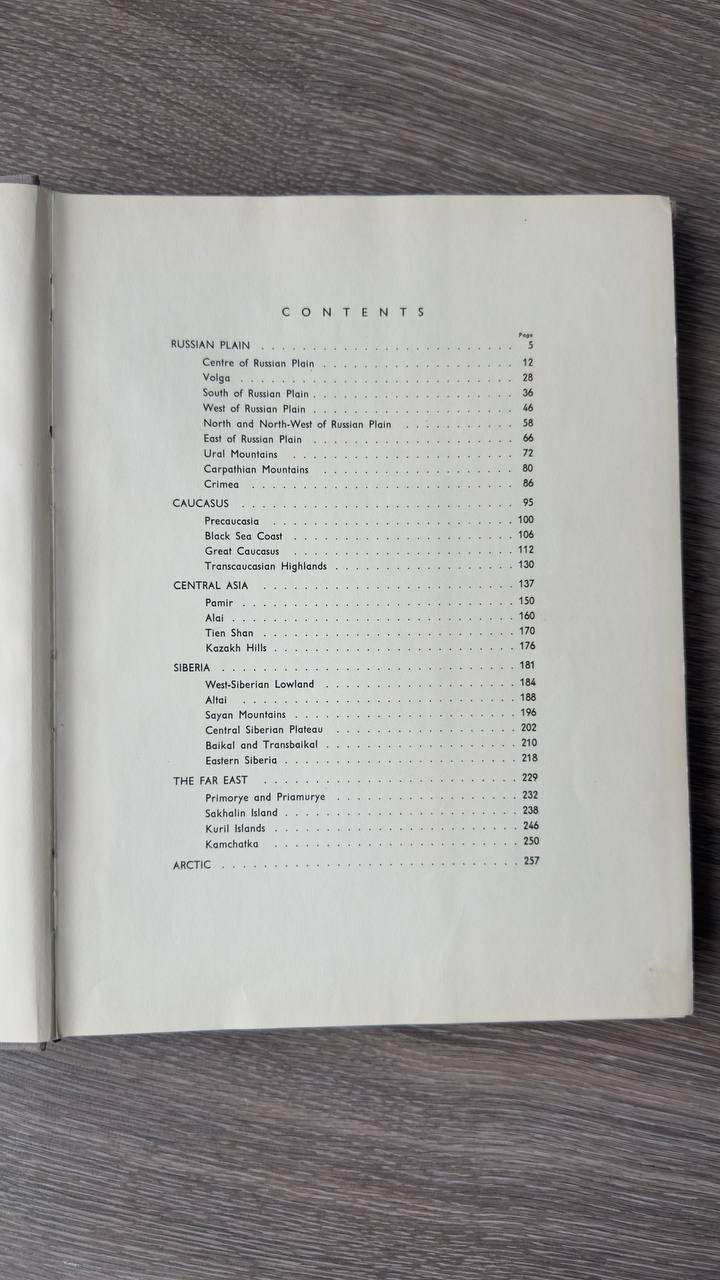 CONTENTS
Page
RUSSIAN PLAIN . . . . . . . . . . . . . . . . . . . . . . . 5
Centre of Russian Plain . . . . . . . . . . . . . . . . . 12
Volga . . . . . . . . . . . . . . . . . . . . . . . . 28
South of Russian Plain . . . . . . . . . . . . . . . . . . 36
West of Russian Plain . . . . . . . . . . . . . . . . . . 46
North and North-West of Russian Plain . . . . . . . . . . 58
East of Russian Plain . . . . . . . . . . . . . . . . . . 66
Ural Mountains . . . . . . . . . . . . . . . . . . . . 72
Carpathian Mountains . . . . . . . . . . . . . . . . . 80
Crimea . . . . . . . . . . . . . . . . . . . . . . . 86
CAUCASUS . . . . . . . . . . . . . . . . . . . . . . . . 95
Precaucasia . . . . . . . . . . . . . . . . . . . . . 100
Black Sea Coast . . . . . . . . . . . . . . . . . . . . 106
Great Caucasus . . . . . . . . . . . . . . . . . . . . 112
Transcaucasian Highlands . . . . . . . . . . . . . . . . 130
CENTRAL ASIA . . . . . . . . . . . . . . . . . . . . . . 137
Pamir . . . . . . . . . . . . . . . . . . . . . . . . 150
Alai . . . . . . . . . . . . . . . . . . . . . . . . . 160
Tien Shan . . . . . . . . . . . . . . . . . . . . . . 170
Kazakh Hills . . . . . . . . . . . . . . . . . . . . . 176
SIBERIA . . . . . . . . . . . . . . . . . . . . . . . . . 181
West-Siberian Lowland . . . . . . . . . . . . . . . . . 184
Altai . . . . . . . . . . . . . . . . . . . . . . . . 188
Sayan Mountains . . . . . . . . . . . . . . . . . . . 196
Central Siberian Plateau . . . . . . . . . . . . . . . . . 202
Baikal and Transbaikal . . . . . . . . . . . . . . . . . 210
Eastern Siberia . . . . . . . . . . . . . . . . . . . . 218
THE FAR EAST . . . . . . . . . . . . . . . . . . . . . . 229
Primorye and Priamurye . . . . . . . . . . . . . . . . 232
Sakhalin Island . . . . . . . . . . . . . . . . . . . . 238
Kuril Islands . . . . . . . . . . . . . . . . . . . . . 246
Kamchatka . . . . . . . . . . . . . . . . . . . . . 250
ARCTIC . . . . . . . . . . . . . . . . . . . . . . . . . 257